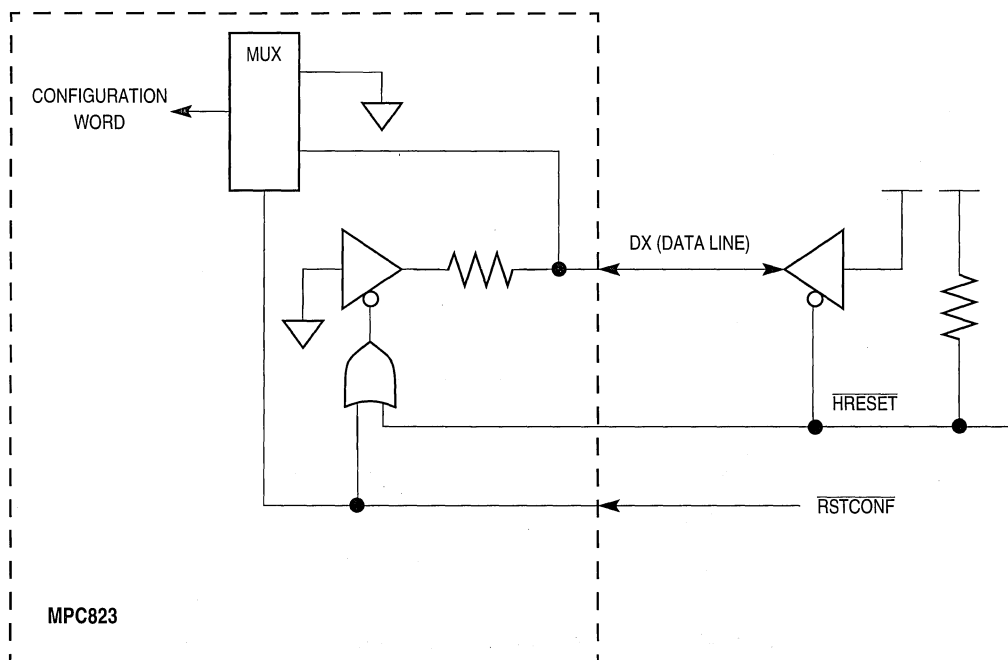 MUX
CONFIGURATION
WORD
DX (DATA LINE)
HRESET
RSTCONF
MPC823